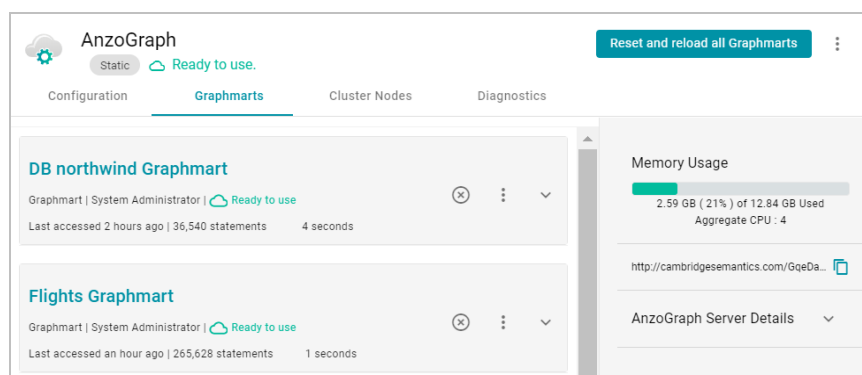 AnzoGraph
Reset and reload all Graphmarts
Static Ready to use.
Configuration Graphmarts Cluster Nodes Diagnostics
DB northwind Graphmart
Graphmart | System Administrator | Ready to use
Last accessed 2 hours ago | 36,540 statements 4 seconds
Flights Graphmart
Graphmart | System Administrator | Ready to use
Last accessed an hour ago | 265,628 statements 1 seconds
Memory Usage
2.59 GB ( 21% ) of 12.84 GB Used
Aggregate CPU : 4
http://cambridgesemantics.com/GqeDa...
AnzoGraph Server Details